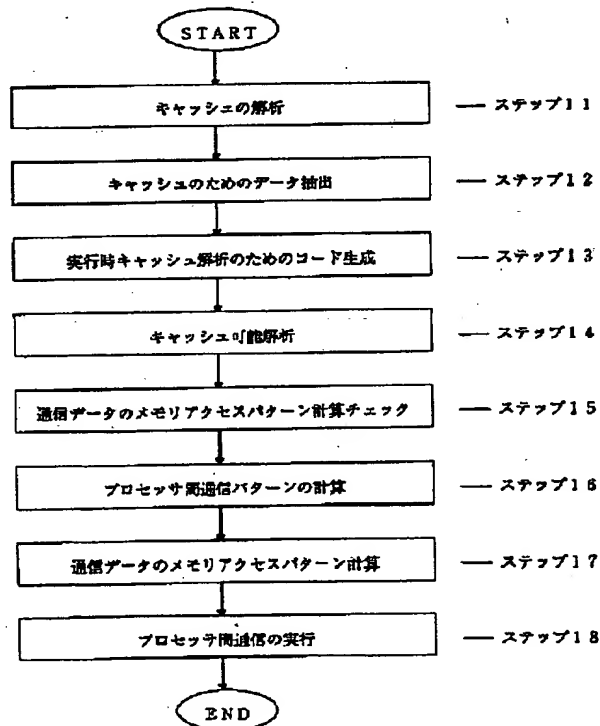 START
キャッシュの解析 ― ステップ11
キャッシュのためのデータ抽出 ― ステップ12
実行時キャッシュ解析のためのコード生成 ― ステップ13
キャッシュ可能解析 ― ステップ14
通信データのメモリアクセスパターン計算チェック ― ステップ15
プロセッサ間通信パターンの計算 ― ステップ16
通信データのメモリアクセスパターン計算 ― ステップ17
プロセッサ間通信の実行 ― ステップ18
END